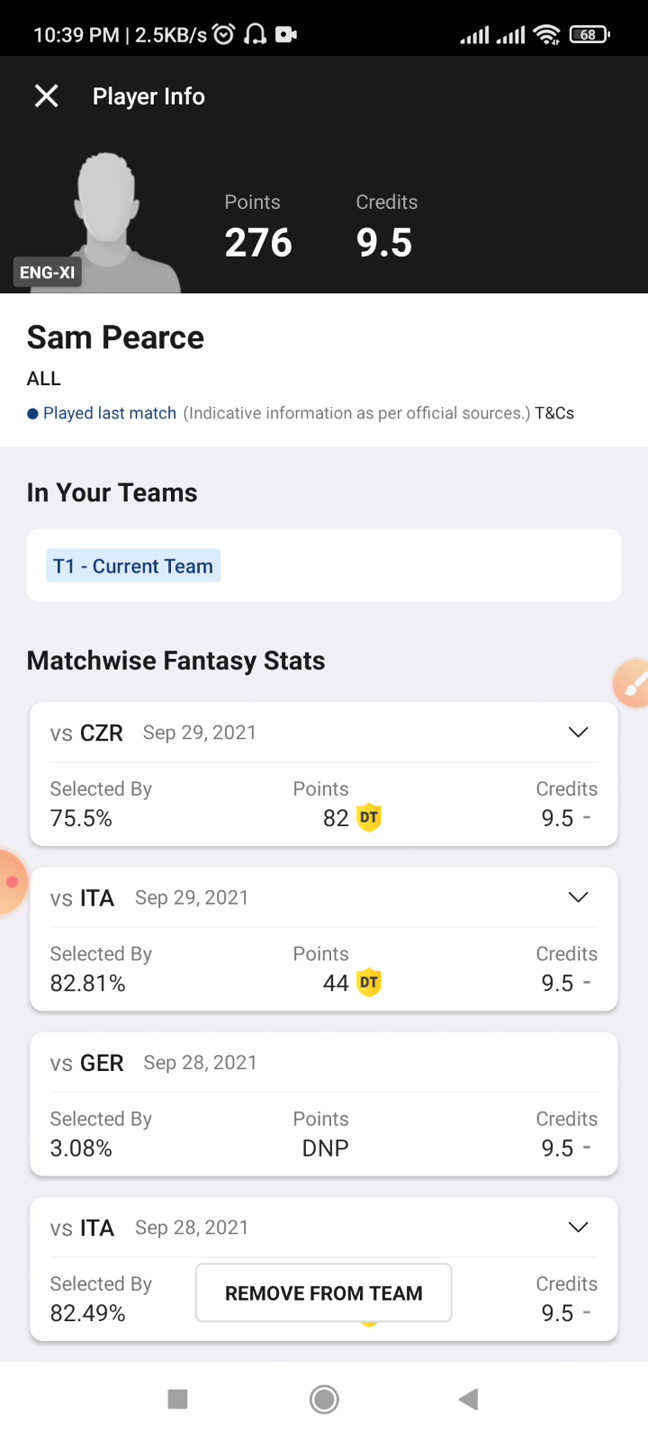 10:39 PM | 2.5KB/s 68
Player Info
Points Credits
276 9.5
ENG-XI
Sam Pearce
ALL
Played last match (Indicative information as per official sources.) T&Cs
In Your Teams
T1 - Current Team
Matchwise Fantasy Stats
vs CZR Sep 29, 2021
Selected By Points Credits
75.5% 82 DT 9.5 -
vs ITA Sep 29, 2021
Selected By Points Credits
82.81% 44 DT 9.5 -
vs GER Sep 28, 2021
Selected By Points Credits
3.08% DNP 9.5 -
vs ITA Sep 28, 2021
Selected By Credits
82.49% 9.5 -
REMOVE FROM TEAM